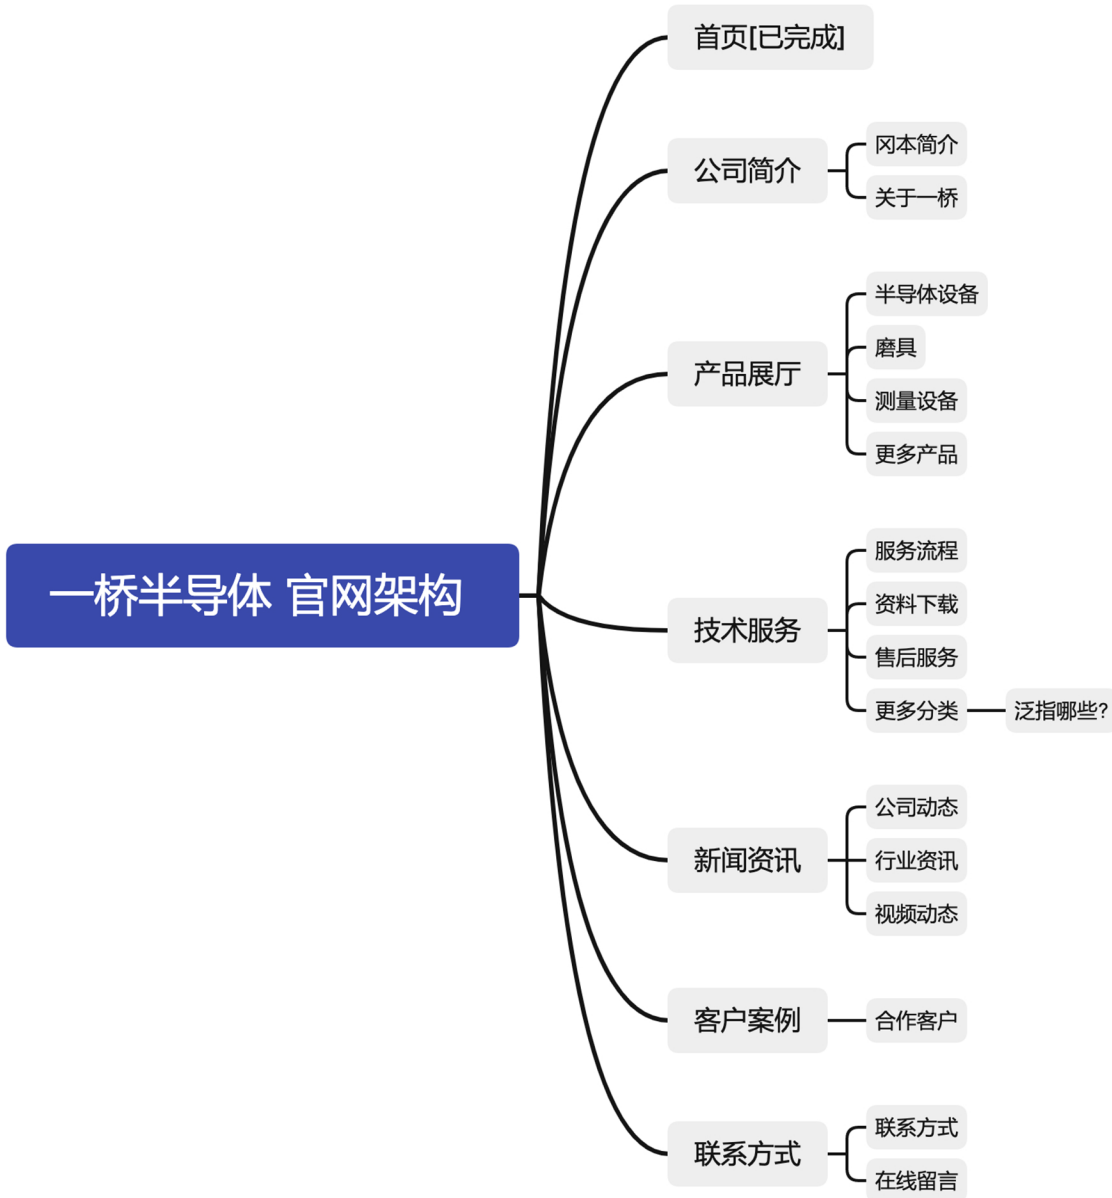 一桥半导体 官网架构
首页[已完成]
公司简介
冈本简介
关于一桥
产品展厅
半导体设备
磨具
测量设备
更多产品
技术服务
服务流程
资料下载
售后服务
更多分类
泛指哪些?
新闻资讯
公司动态
行业资讯
视频动态
客户案例
合作客户
联系方式
联系方式
在线留言